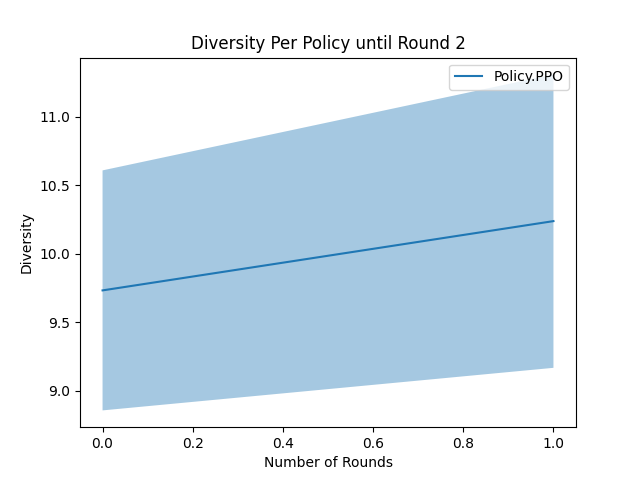 Diversity Per Policy until Round 2
Policy.PPO
Diversity
11.0
10.5
10.0
9.5
9.0
0.0 0.2 0.4 0.6 0.8 1.0
Number of Rounds